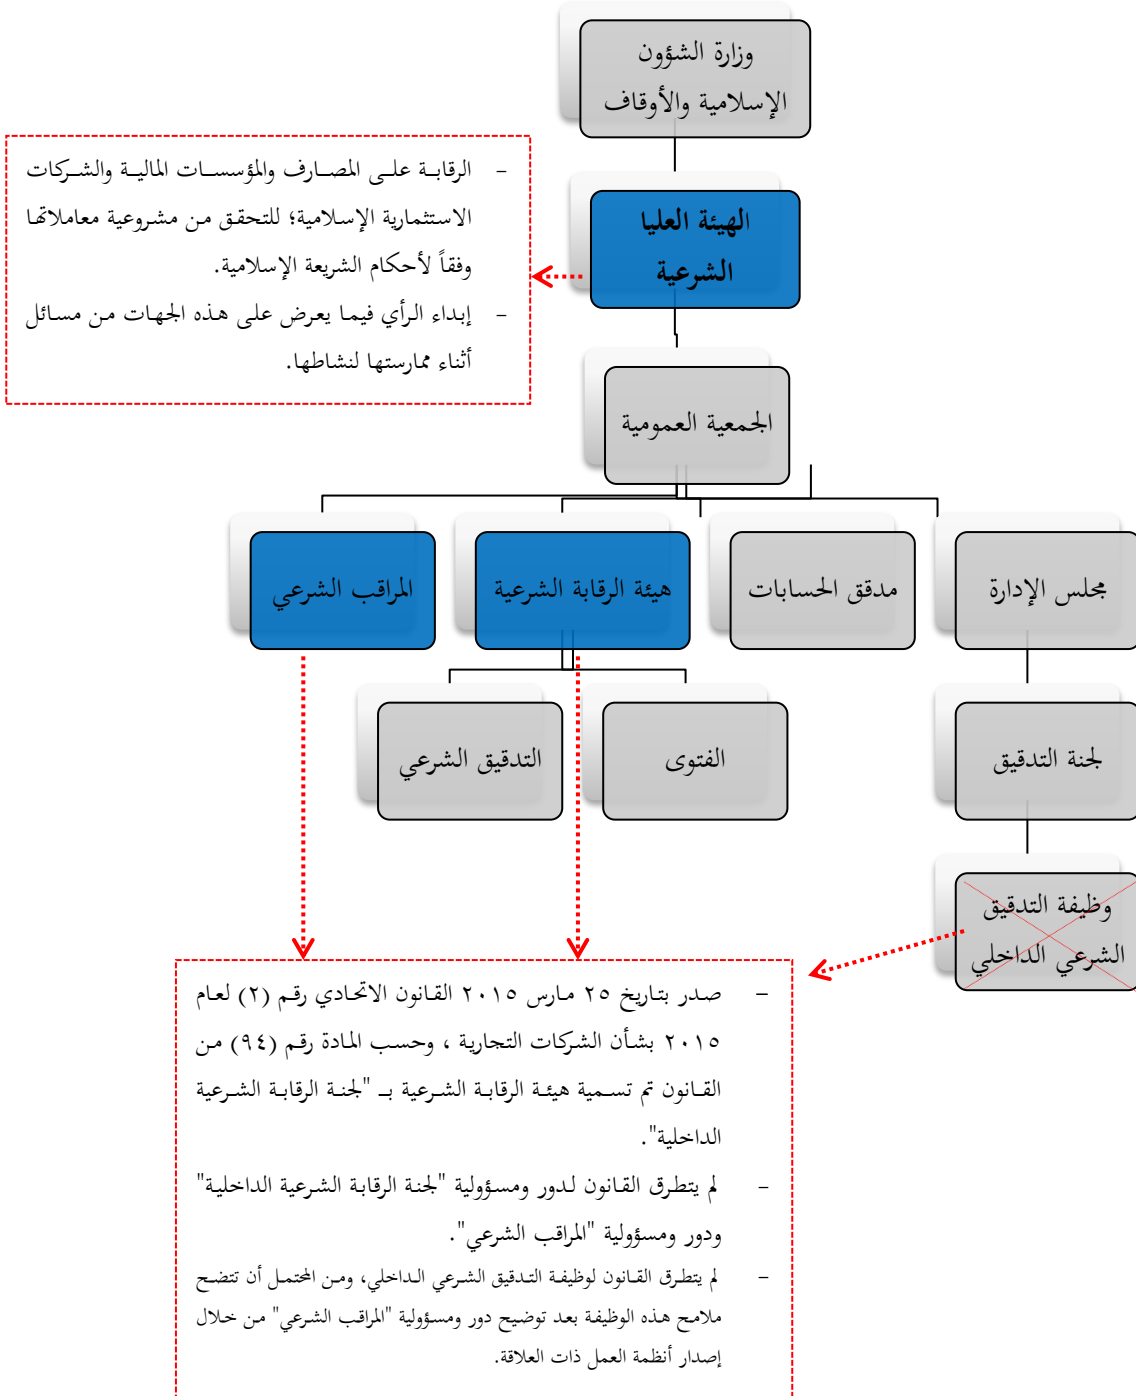 وزارة الشؤون
الإسلامية والأوقاف
- الرقابة على المصارف والمؤسسات المالية والشركات
الاستثمارية الإسلامية؛ للتحقق من مشروعية معاملاتها
وفقاً لأحكام الشريعة الإسلامية.
- إبداء الرأي فيما يعرض على هذه الجهات من مسائل
أثناء ممارستها لنشاطها.
الهيئة العليا
الشرعية
الجمعية العمومية
مجلس الإدارة
مدقق الحسابات
هيئة الرقابة الشرعية
المراقب الشرعي
لجنة التدقيق
الفتوى
التدقيق الشرعي
وظيفة التدقيق
الشرعي الداخلي
- صدر بتاريخ ٢٥ مارس ٢٠١٥ القانون الاتحادي رقم (٢) لعام
٢٠١٥ بشأن الشركات التجارية ، وحسب المادة رقم (٩٤) من
القانون تم تسمية هيئة الرقابة الشرعية بـ "لجنة الرقابة الشرعية
الداخلية".
- لم يتطرق القانون لدور ومسؤولية "لجنة الرقابة الشرعية الداخلية"
ودور ومسؤولية "المراقب الشرعي".
- لم يتطرق القانون لوظيفة التدقيق الشرعي الداخلي، ومن المحتمل أن تتضح
ملامح هذه الوظيفة بعد توضيح دور ومسؤولية "المراقب الشرعي" من خلال
إصدار أنظمة العمل ذات العلاقة.